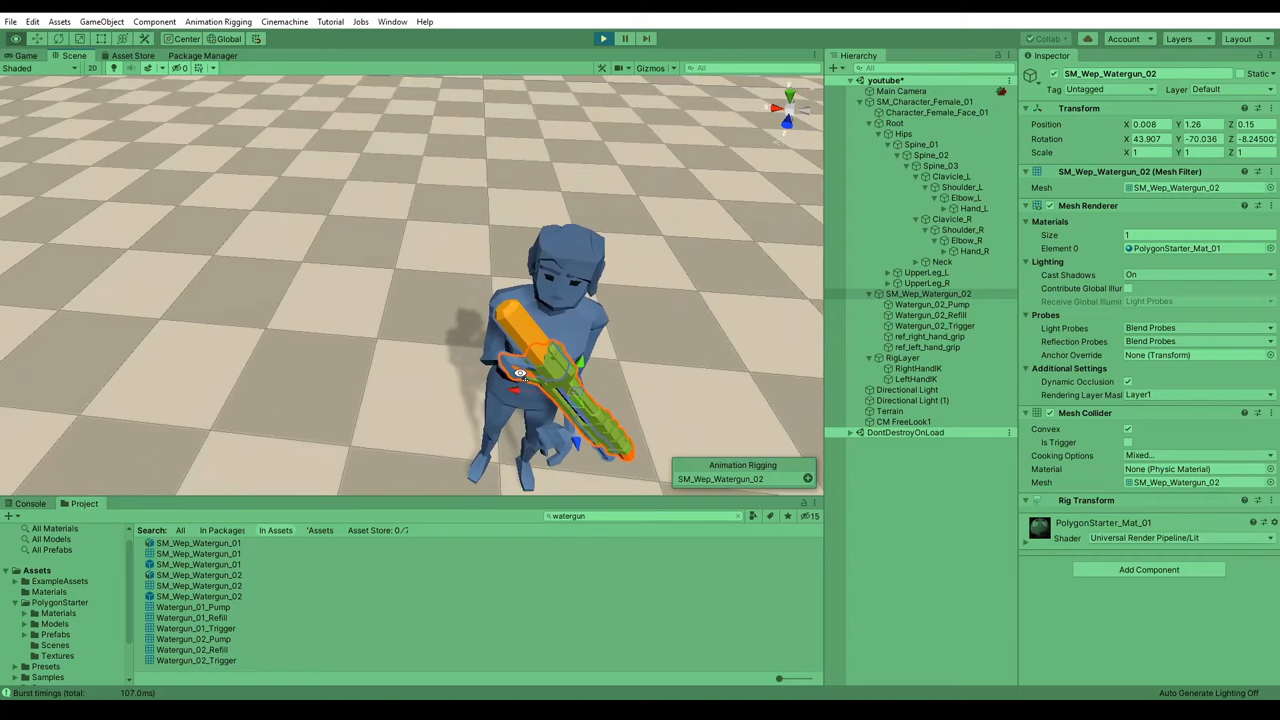 File Edit Assets GameObject Component Animation Rigging Cinemachine Tutorial Jobs Window Help
Center Global Collab Account Layers Layout
Game Scene Asset Store Package Manager
Shaded 2D 0 Gizmos All
y
x
z
Animation Rigging
SM_Wep_Watergun_02
Hierarchy
All
youtube*
Main Camera
SM_Character_Female_01
Character_Female_Face_01
Root
Hips
Spine_01
Spine_02
Spine_03
Clavicle_L
Shoulder_L
Elbow_L
Hand_L
Clavicle_R
Shoulder_R
Elbow_R
Hand_R
Neck
UpperLeg_L
UpperLeg_R
SM_Wep_Watergun_02
Watergun_02_Pump
Watergun_02_Refill
Watergun_02_Trigger
ref_right_hand_grip
ref_left_hand_grip
RigLayer
RightHandIK
LeftHandIK
Directional Light
Directional Light (1)
Terrain
CM FreeLook1
DontDestroyOnLoad
Inspector
SM_Wep_Watergun_02 Static
Tag Untagged Layer Default
Transform
Position X 0.008 Y 1.26 Z 0.15
Rotation X 43.907 Y -70.036 Z -8.24500
Scale X 1 Y 1 Z 1
SM_Wep_Watergun_02 (Mesh Filter)
Mesh SM_Wep_Watergun_02
Mesh Renderer
Materials
Size 1
Element 0 PolygonStarter_Mat_01
Lighting
Cast Shadows On
Contribute Global Illur
Receive Global Illumir Light Probes
Probes
Light Probes Blend Probes
Reflection Probes Blend Probes
Anchor Override None (Transform)
Additional Settings
Dynamic Occlusion
Rendering Layer Masl Layer1
Mesh Collider
Convex
Is Trigger
Cooking Options Mixed...
Material None (Physic Material)
Mesh SM_Wep_Watergun_02
Rig Transform
PolygonStarter_Mat_01
Shader Universal Render Pipeline/Lit
Add Component
Console Project
watergun 15
All Materials
All Models
All Prefabs
Assets
ExampleAssets
Materials
PolygonStarter
Materials
Models
Prefabs
Scenes
Textures
Presets
Samples
Search: All In Packages In Assets 'Assets Asset Store: 0/
SM_Wep_Watergun_01
SM_Wep_Watergun_01
SM_Wep_Watergun_01
SM_Wep_Watergun_02
SM_Wep_Watergun_02
SM_Wep_Watergun_02
Watergun_01_Pump
Watergun_01_Refill
Watergun_01_Trigger
Watergun_02_Pump
Watergun_02_Refill
Watergun_02_Trigger
Burst timings (total: 107.0ms) Auto Generate Lighting Off